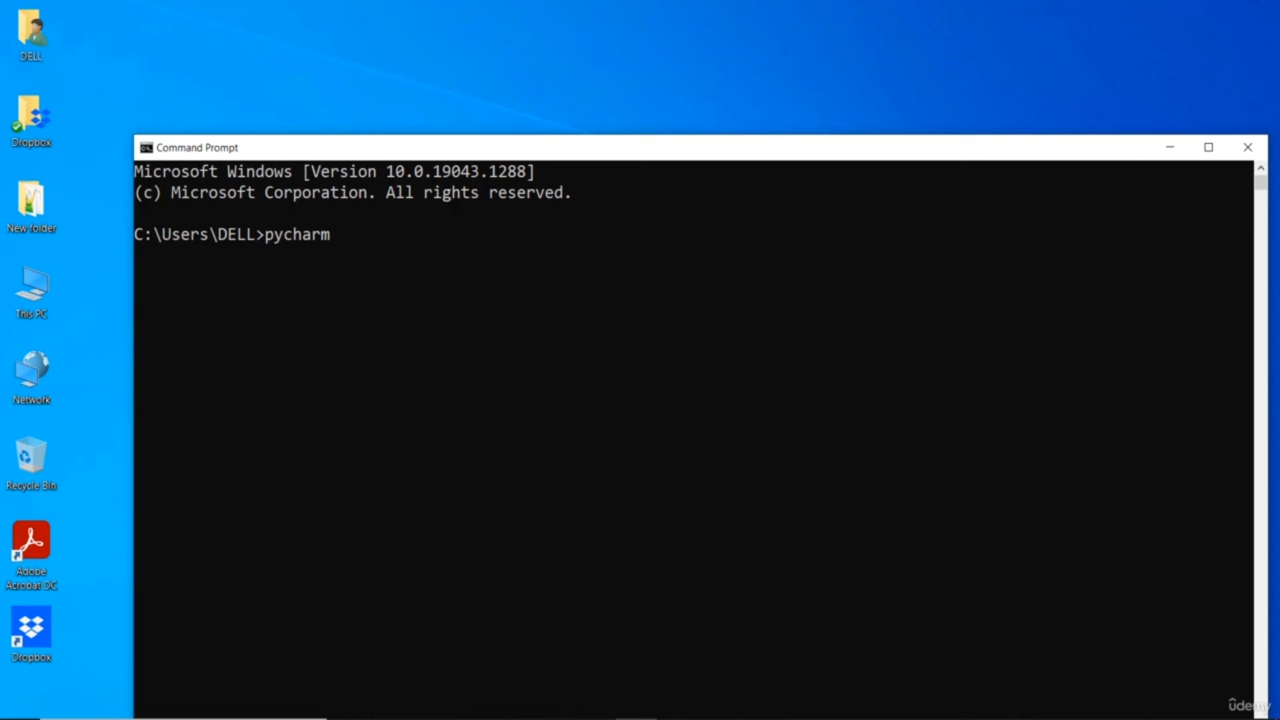 DELL
Dropbox
New folder
This PC
Network
Recycle Bin
Adobe
Acrobat DC
Dropbox
Command Prompt
Microsoft Windows [Version 10.0.19043.1288]
(c) Microsoft Corporation. All rights reserved.
C:\Users\DELL>pycharm
udemy